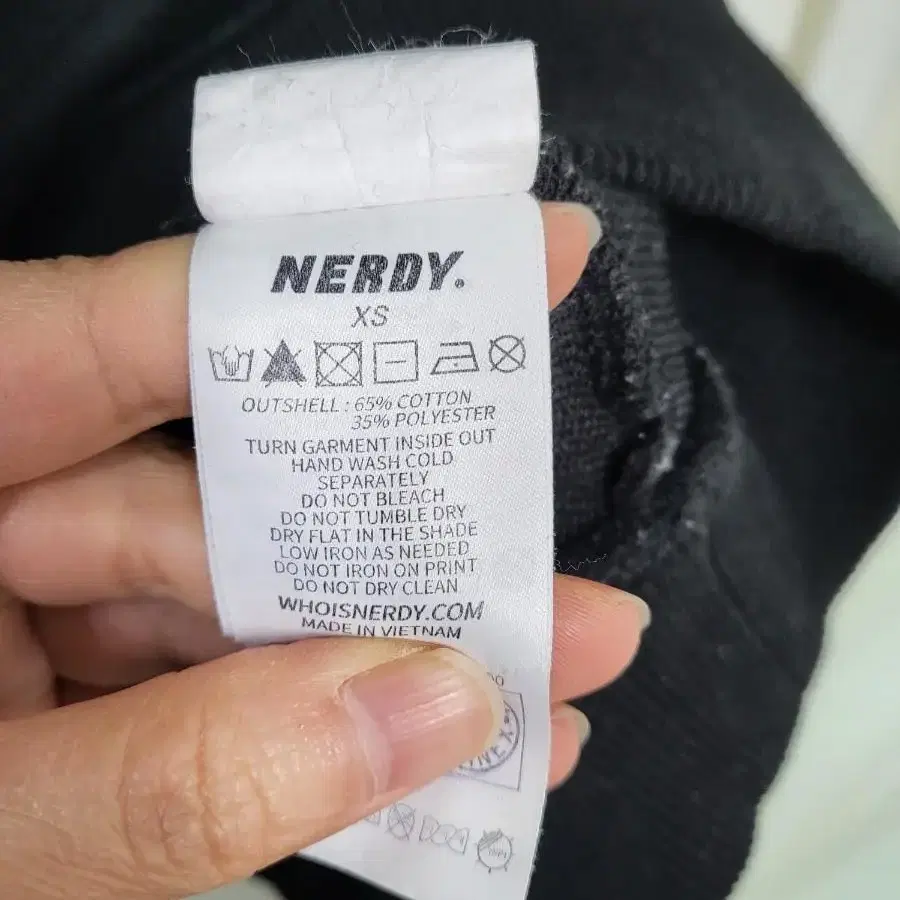 NERDY.
XS
OUTSHELL : 65% COTTON
35% POLYESTER
TURN GARMENT INSIDE OUT
HAND WASH COLD
SEPARATELY
DO NOT BLEACH
DO NOT TUMBLE DRY
DRY FLAT IN THE SHADE
LOW IRON AS NEEDED
DO NOT IRON ON PRINT
DO NOT DRY CLEAN
WHOISNERDY.COM
MADE IN VIETNAM